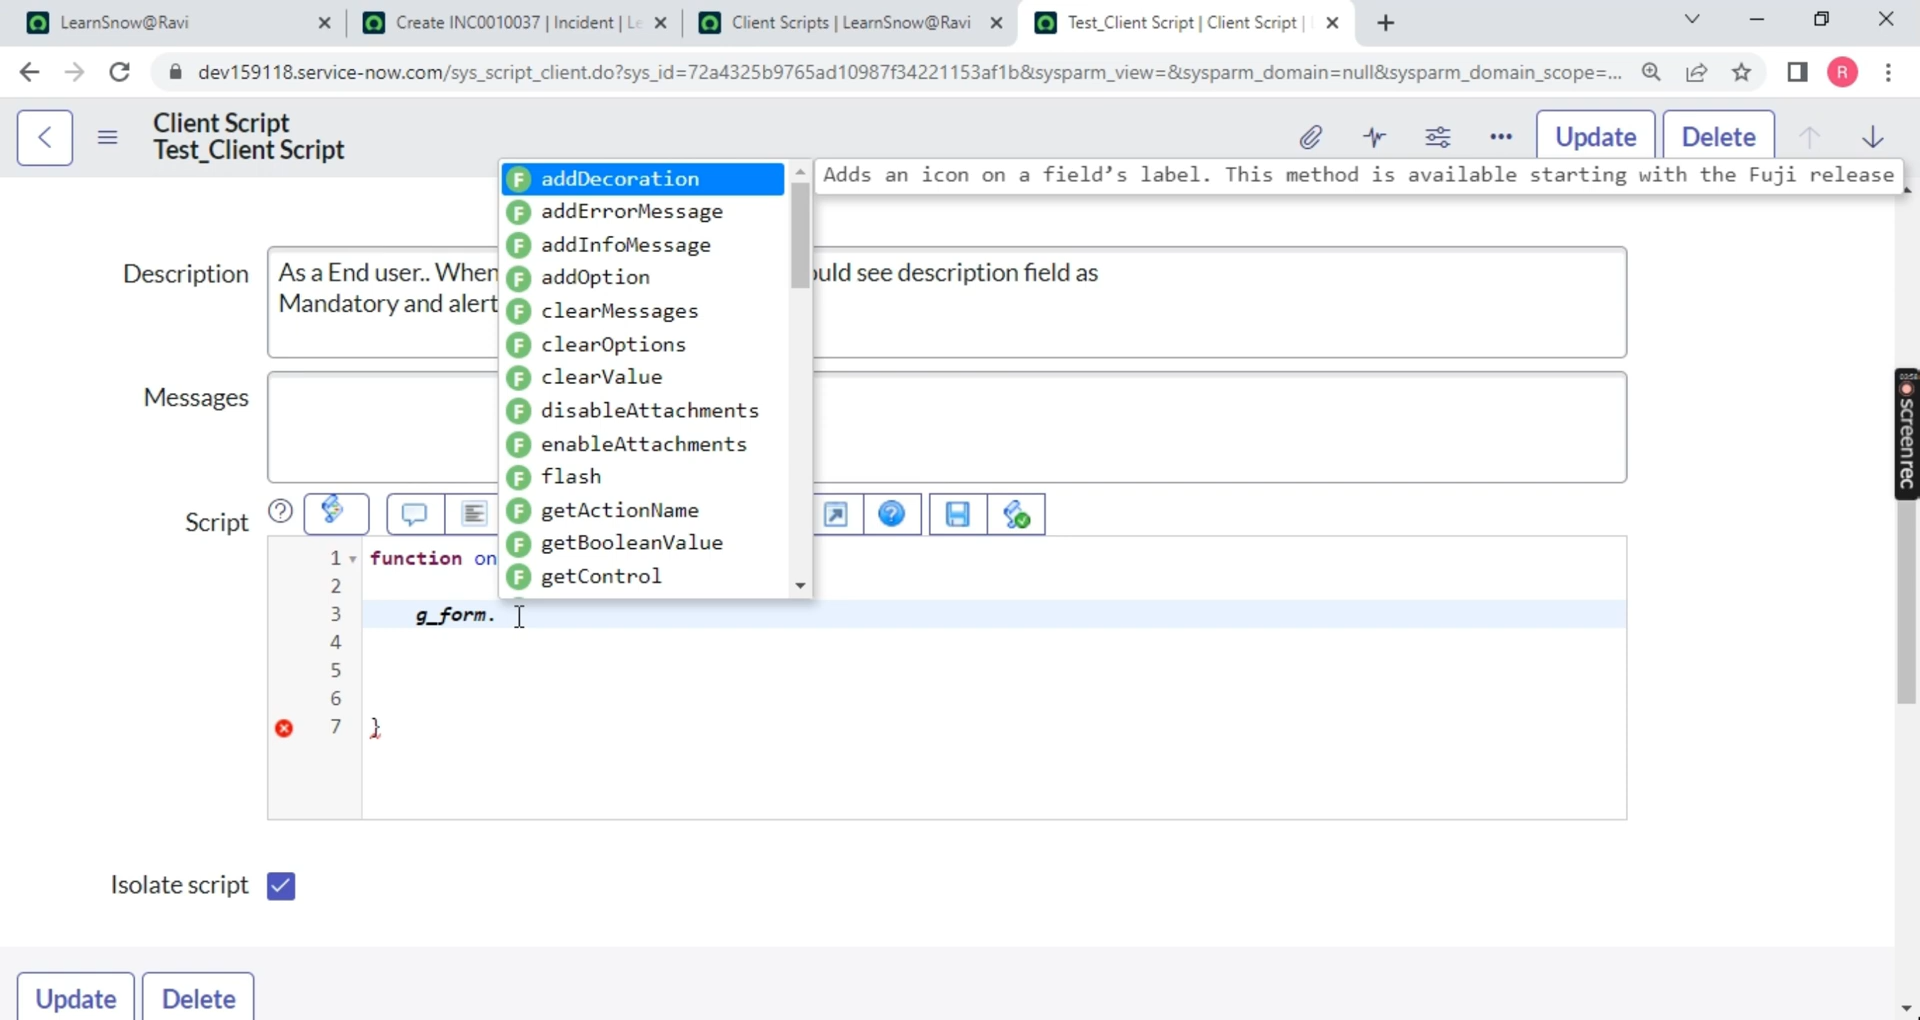 LearnSnow@Ravi
Create INC0010037 | Incident | Le
Client Scripts | LearnSnow@Ravi
Test_Client Script | Client Script |
dev159118.service-now.com/sys_script_client.do?sys_id=72a4325b9765ad10987f34221153af1b&sysparm_view=&sysparm_domain=null&sysparm_domain_scope=...
R
Client Script
Test_Client Script
Update
Delete
addDecoration
Adds an icon on a field’s label. This method is available starting with the Fuji release
addErrorMessage
addInfoMessage
addOption
clearMessages
clearOptions
clearValue
disableAttachments
enableAttachments
flash
getActionName
getBooleanValue
getControl
Description
As a End user.. When ould see description field as
Mandatory and alert
Messages
Script
1 function on
2
3 g_form.
4
5
6
7 }
Isolate script
Update
Delete
screenrec